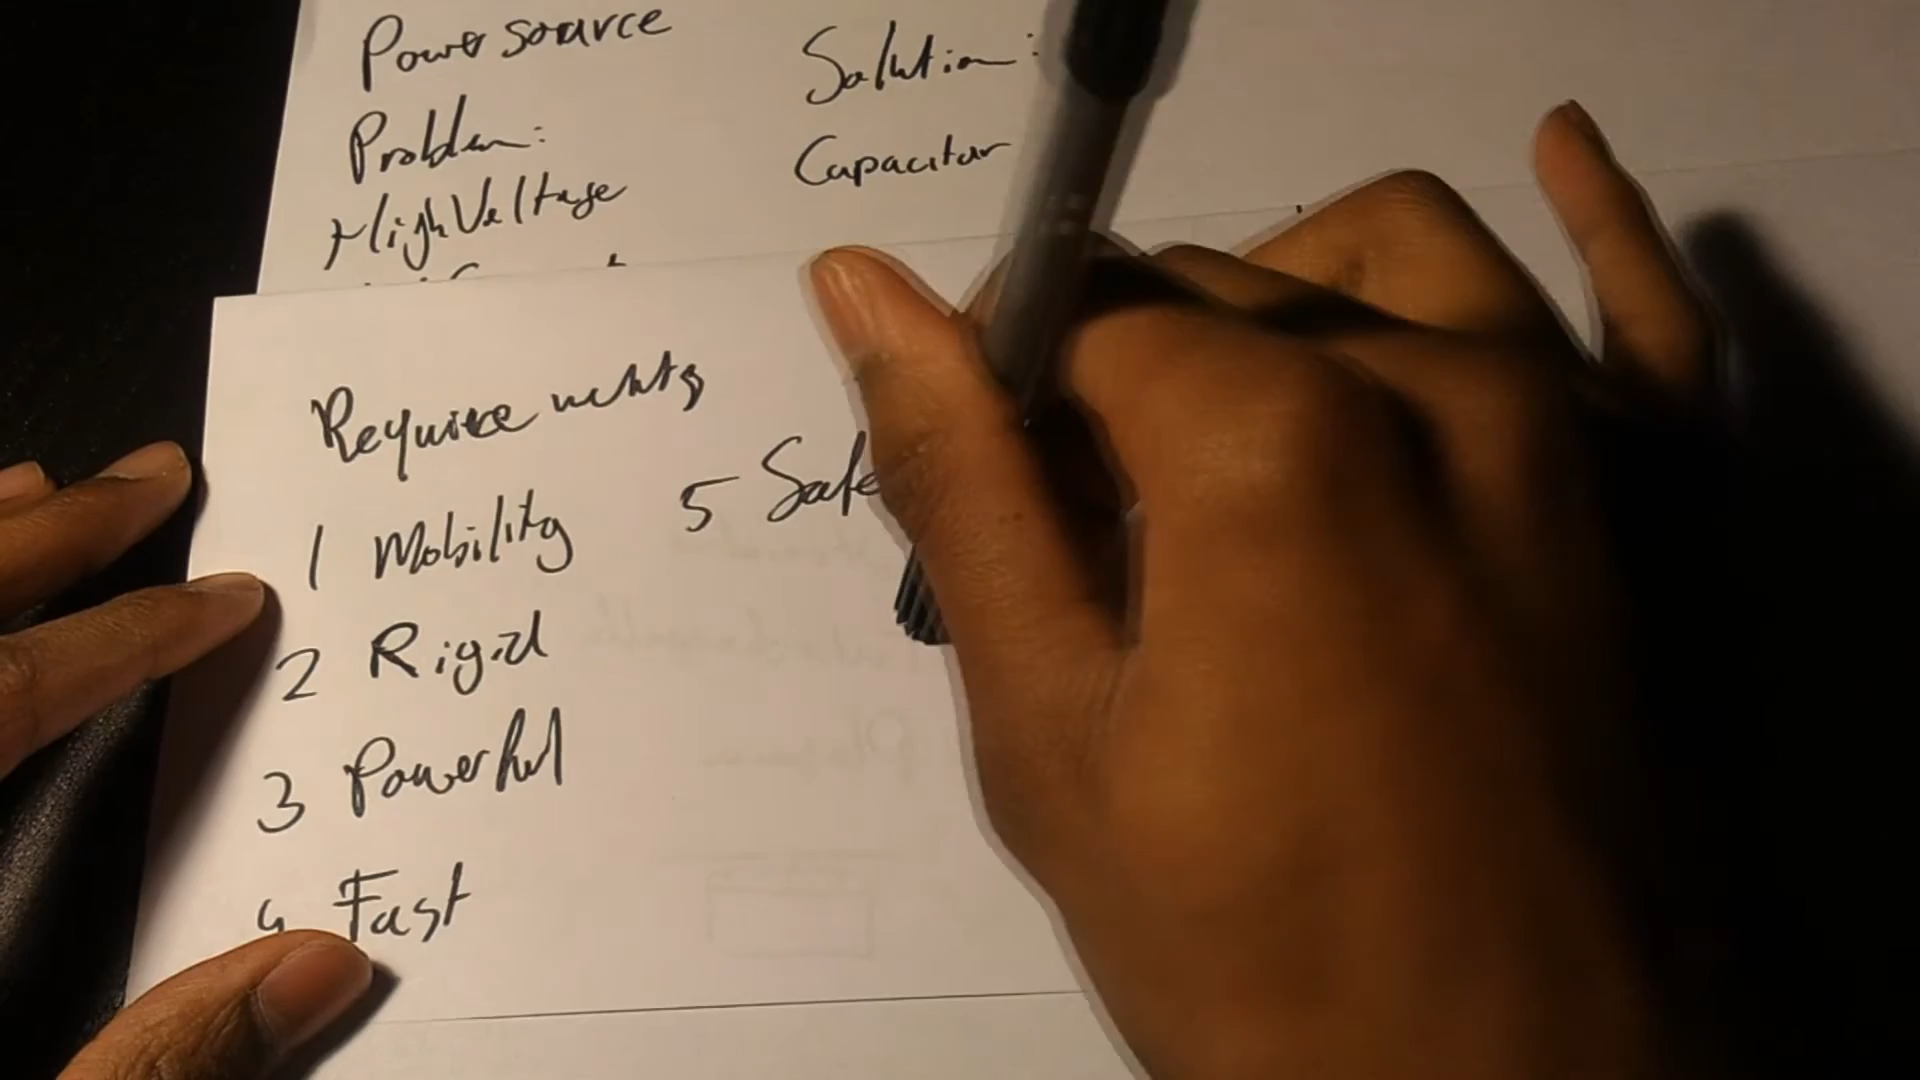 Power source
Problem:
High Voltage
Solution:
Capacitor
Requirements
1 Mobility
2 Rigid
3 Powerful
4 Fast
5 Safe